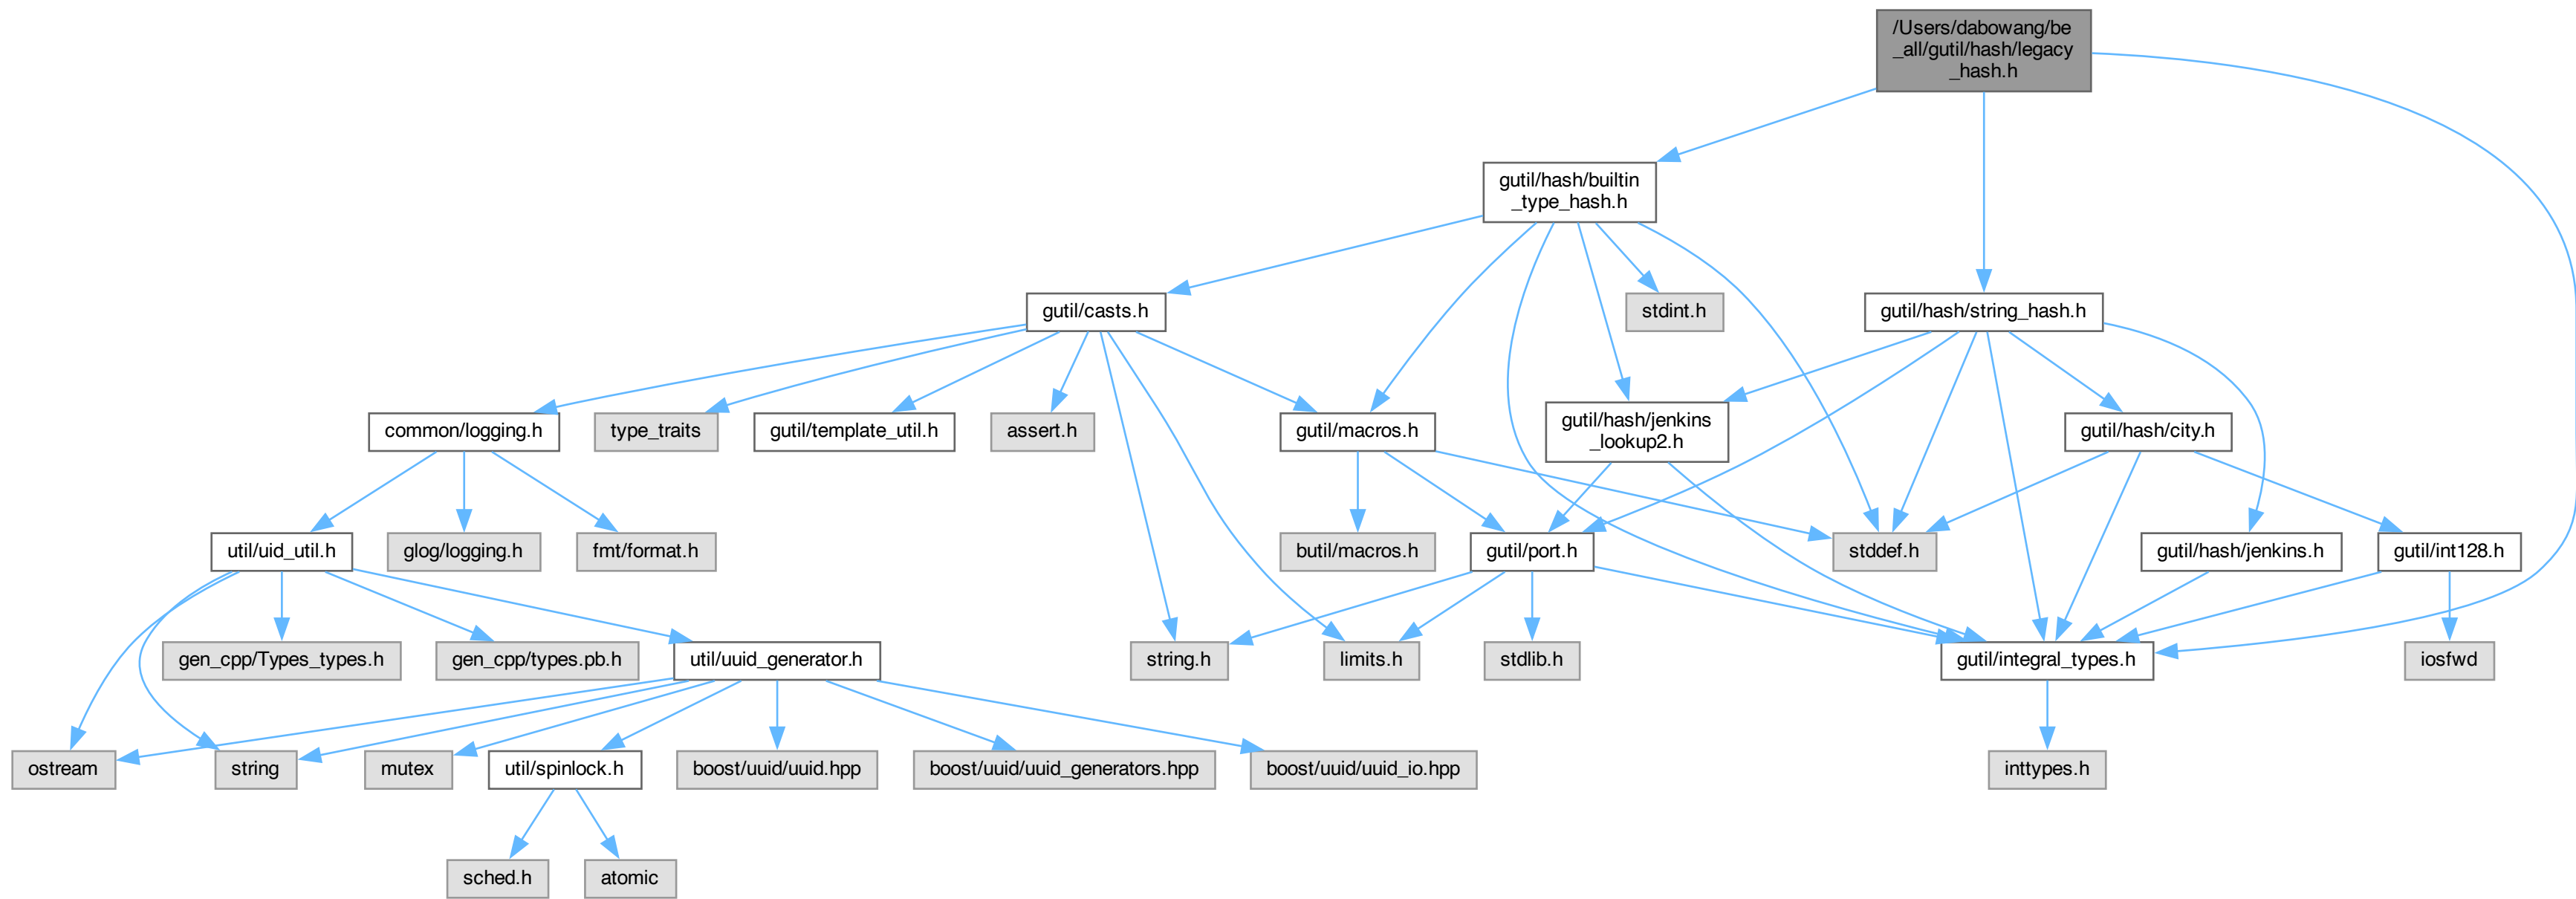 /Users/dabowang/be
_all/gutil/hash/legacy
_hash.h
gutil/hash/builtin
_type_hash.h
gutil/casts.h
stdint.h
gutil/hash/string_hash.h
common/logging.h
type_traits
gutil/template_util.h
assert.h
gutil/macros.h
gutil/hash/jenkins
_lookup2.h
gutil/hash/city.h
util/uid_util.h
glog/logging.h
fmt/format.h
butil/macros.h
gutil/port.h
stddef.h
gutil/hash/jenkins.h
gutil/int128.h
gen_cpp/Types_types.h
gen_cpp/types.pb.h
util/uuid_generator.h
string.h
limits.h
stdlib.h
gutil/integral_types.h
iosfwd
ostream
string
mutex
util/spinlock.h
boost/uuid/uuid.hpp
boost/uuid/uuid_generators.hpp
boost/uuid/uuid_io.hpp
inttypes.h
sched.h
atomic